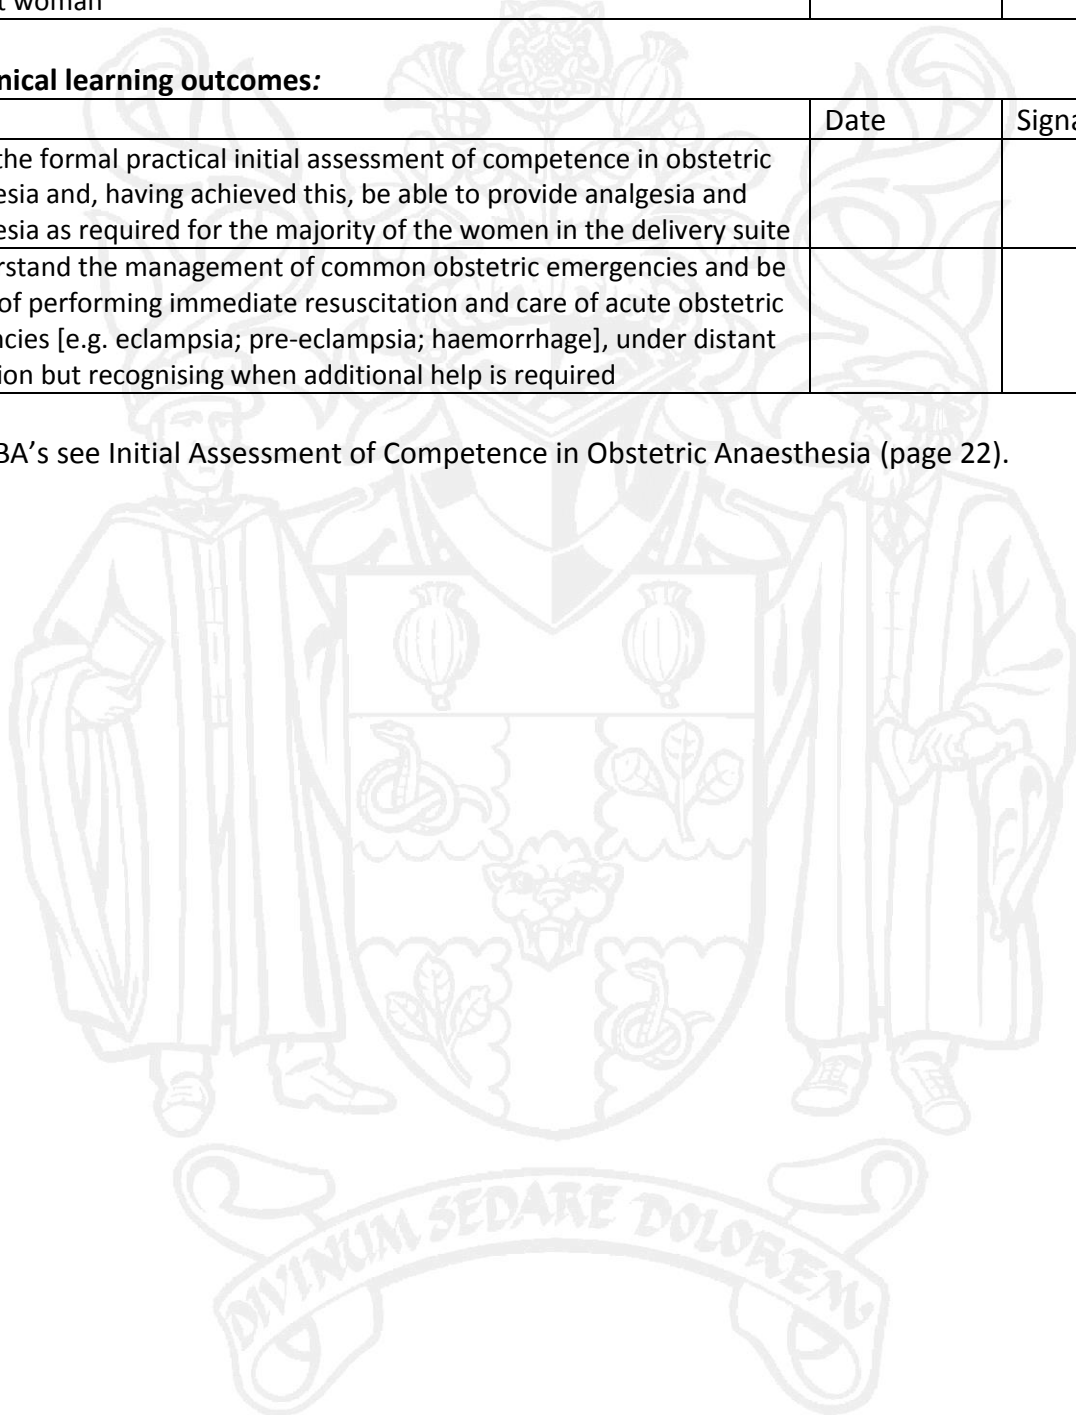 t woman
nical learning outcomes:
Date Signa
the formal practical initial assessment of competence in obstetric
esia and, having achieved this, be able to provide analgesia and
esia as required for the majority of the women in the delivery suite
rstand the management of common obstetric emergencies and be
of performing immediate resuscitation and care of acute obstetric
ncies [e.g. eclampsia; pre-eclampsia; haemorrhage], under distant
ion but recognising when additional help is required
BA’s see Initial Assessment of Competence in Obstetric Anaesthesia (page 22).
DIVINUM SEDARE DOLOREM